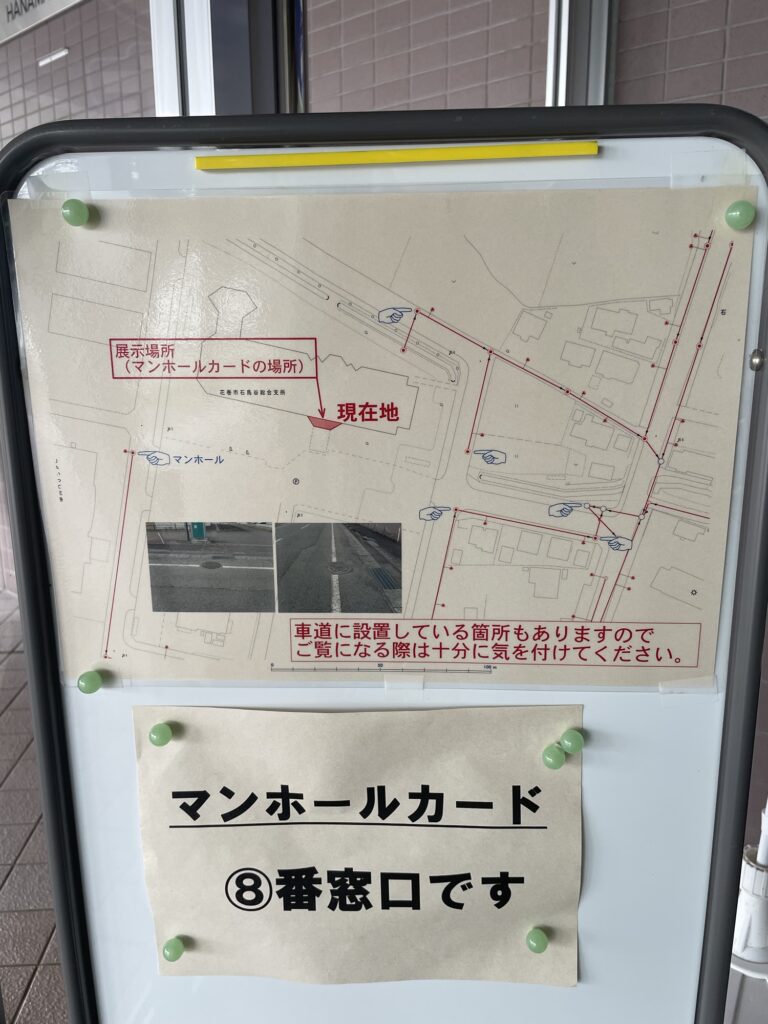 HANAM
展示場所
（マンホールカードの場所）
花巻市石鳥谷総合支所
現在地
マンホール
車道に設置している箇所もありますので
ご覧になる際は十分に気を付けてください。
0 50 100 m
マンホールカード
⑧番窓口です